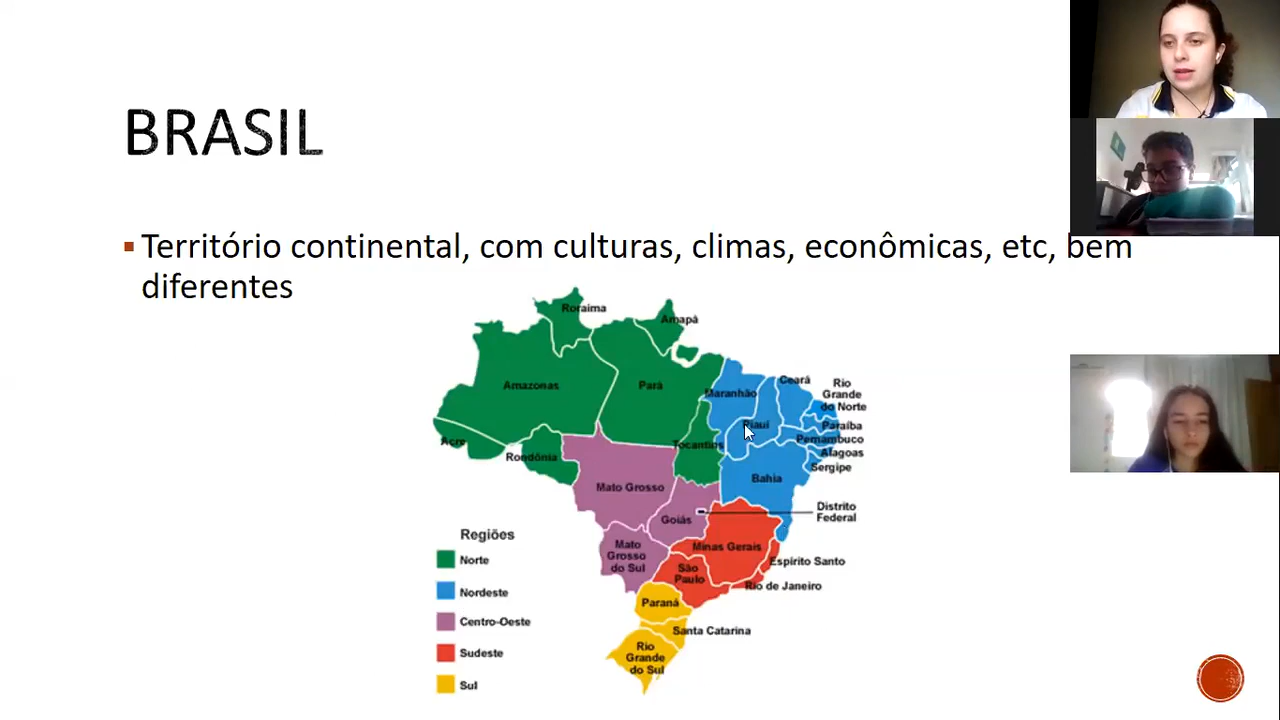 BRASIL
Território continental, com culturas, climas, econômicas, etc, bem
diferentes
Roraima
Amapá
Amazonas
Pará
Maranhão
Ceará
Rio
Grande
do Norte
Piauí
Paraíba
Pernambuco
Acre
Rondônia
Tocantins
Alagoas
Sergipe
Bahia
Mato Grosso
Distrito
Federal
Goiás
Regiões
Mato
Grosso
do Sul
Minas Gerais
Espírito Santo
São
Paulo
Rio de Janeiro
Paraná
Santa Catarina
Rio
Grande
do Sul
Norte
Nordeste
Centro-Oeste
Sudeste
Sul